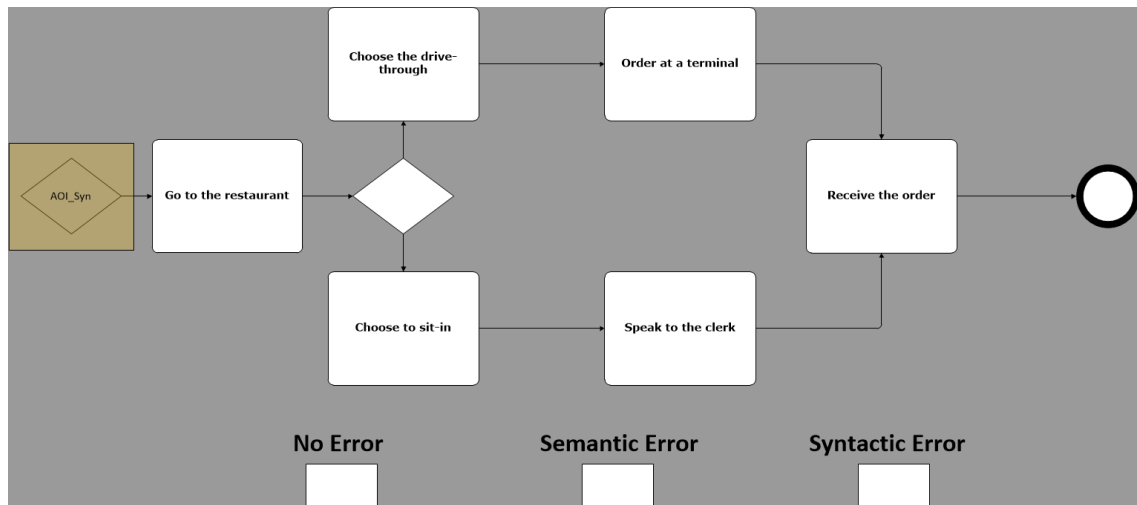 Choose the drive-
through
Order at a terminal
AOI_Syn
Go to the restaurant
Receive the order
Choose to sit-in
Speak to the clerk
No Error
Semantic Error
Syntactic Error